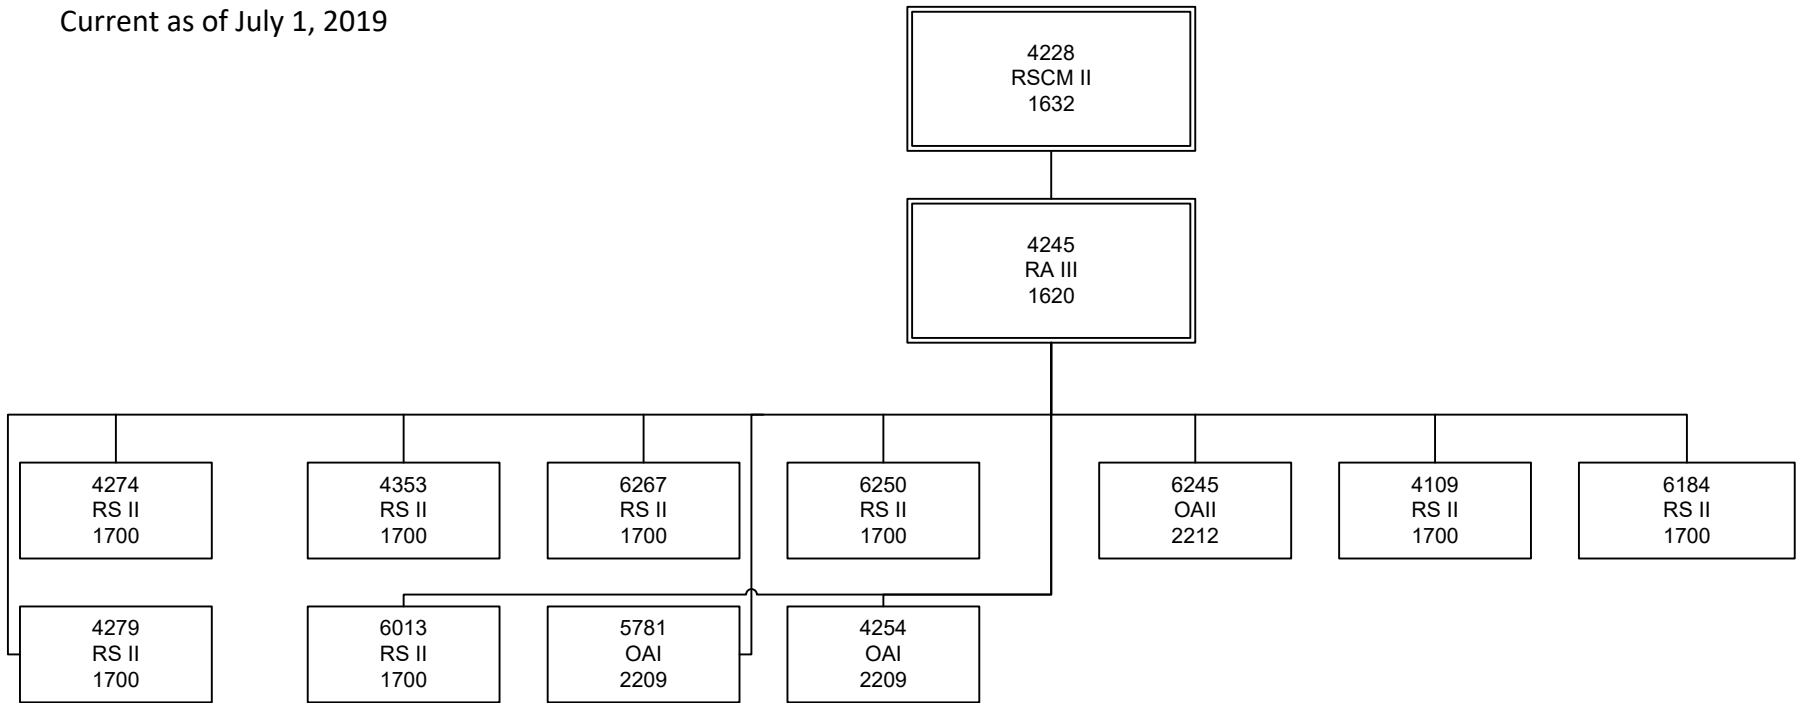 Current as of July 1, 2019
4228
RSCM II
1632
4245
RA III
1620
4274
RS II
1700
4353
RS II
1700
6267
RS II
1700
6250
RS II
1700
6245
OAII
2212
4109
RS II
1700
6184
RS II
1700
4279
RS II
1700
6013
RS II
1700
5781
OAI
2209
4254
OAI
2209